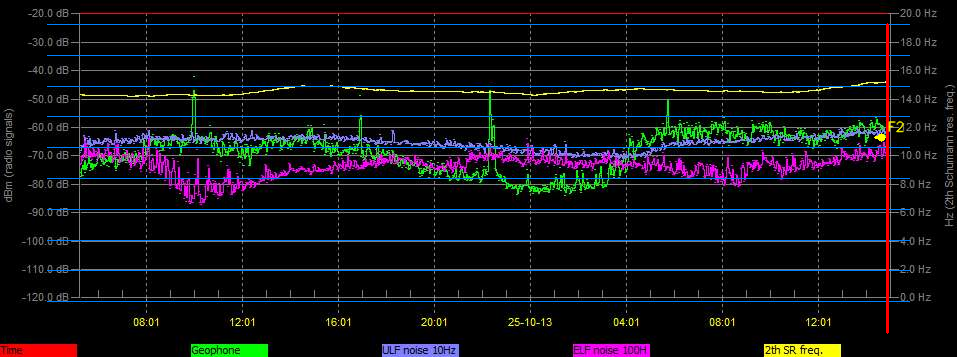 -20.0 dB
20.0 Hz
-30.0 dB
18.0 Hz
-40.0 dB
16.0 Hz
-50.0 dB
14.0 Hz
-60.0 dB
12.0 Hz
F2
-70.0 dB
10.0 Hz
-80.0 dB
8.0 Hz
-90.0 dB
6.0 Hz
-100.0 dB
4.0 Hz
-110.0 dB
2.0 Hz
-120.0 dB
0.0 Hz
dBm (radio signals)
Hz (2th Schumann res. freq.)
08:01 12:01 16:01 20:01 25-10-13 04:01 08:01 12:01
Time Geophone ULF noise 10Hz ELF noise 100H 2th SR freq.